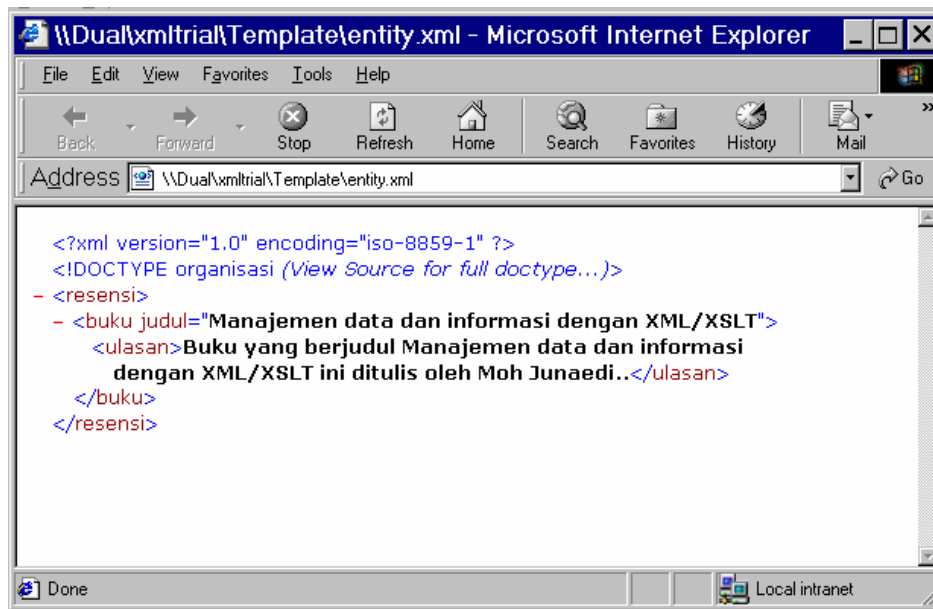 \\Dual\xmltrial\Template\entity.xml - Microsoft Internet Explorer
File Edit View Favorites Tools Help
Back Forward Stop Refresh Home Search Favorites History Mail »
Address \\Dual\xmltrial\Template\entity.xml Go
<?xml version="1.0" encoding="iso-8859-1" ?>
<!DOCTYPE organisasi (View Source for full doctype...)>
- <resensi>
- <buku judul="Manajemen data dan informasi dengan XML/XSLT">
<ulasan>Buku yang berjudul Manajemen data dan informasi
dengan XML/XSLT ini ditulis oleh Moh Junaedi..</ulasan>
</buku>
</resensi>
Done Local intranet